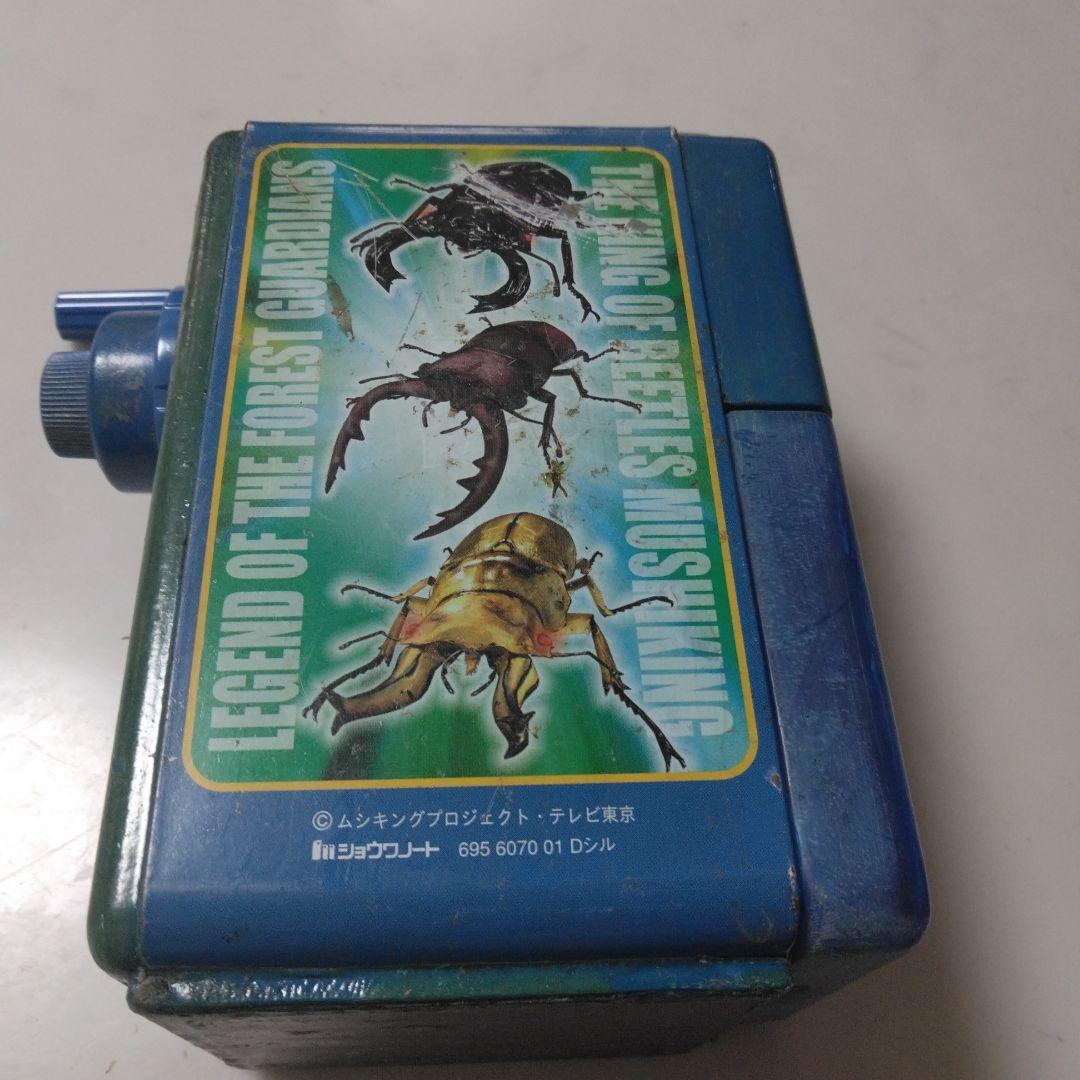 THE KING OF BEETLES MUSHIKING
LEGEND OF THE FOREST GUARDIANS
©ムシキングプロジェクト・テレビ東京
ショウワノート 695 6070 01 Dシル